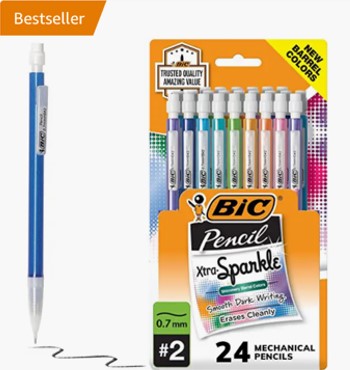 Bestseller
NEW
BARREL
COLORS
BIC
TRUSTED QUALITY
AMAZING VALUE
BIC
Pencil
Xtra-Sparkle
Smooth Dark Writing
Erases Cleanly
0.7 mm
#2
24 MECHANICAL
PENCILS